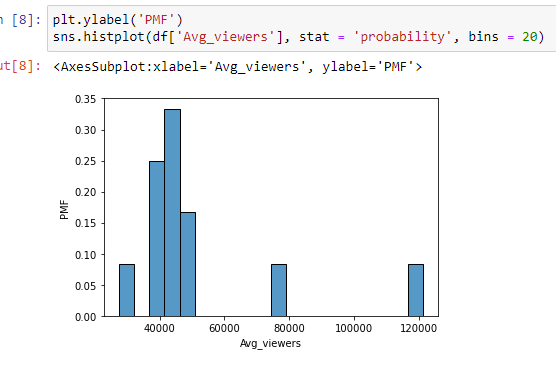 n [8]: plt.ylabel('PMF')
sns.histplot(df['Avg_viewers'], stat = 'probability', bins = 20)
ut[8]: <AxesSubplot:xlabel='Avg_viewers', ylabel='PMF'>
0.35
0.30
0.25
0.20
0.15
0.10
0.05
0.00
PMF
40000 60000 80000 100000 120000
Avg_viewers